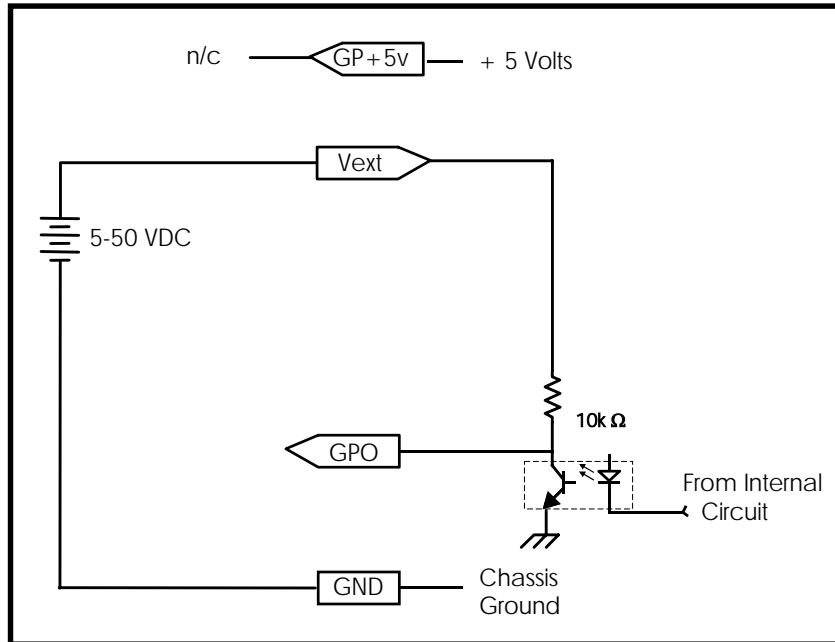 n/c GP+5v + 5 Volts
Vext
5-50 VDC
10k Ω
GPO
From Internal
Circuit
GND Chassis
Ground